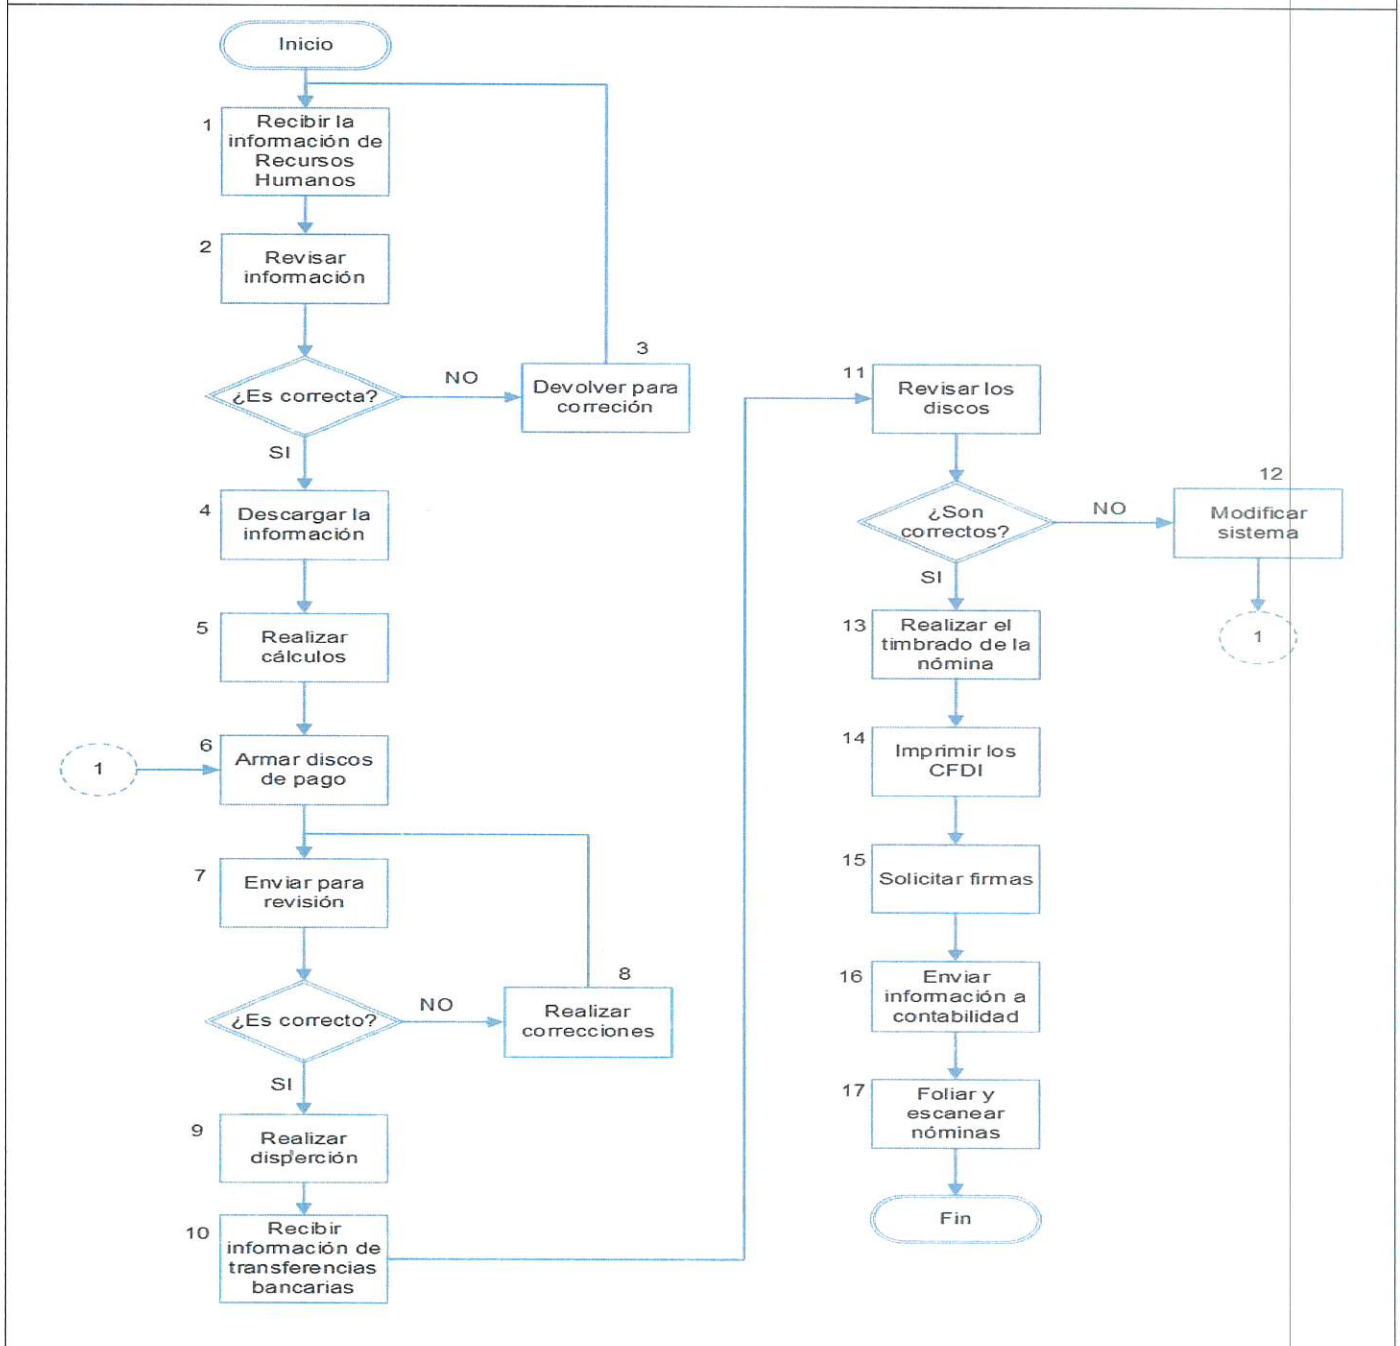 Inicio
1
Recibir la
información de
Recursos
Humanos
2
Revisar
información
¿Es correcta?
NO
3
Devolver para
correción
SI
4
Descargar la
información
5
Realizar
cálculos
1
6
Armar discos
de pago
7
Enviar para
revisión
¿Es correcto?
NO
8
Realizar
correcciones
SI
9
Realizar
disperción
10
Recibir
información de
transferencias
bancarias
11
Revisar los
discos
¿Son
correctos?
NO
12
Modificar
sistema
1
SI
13
Realizar el
timbrado de la
nómina
14
Imprimir los
CFDI
15
Solicitar firmas
16
Enviar
información a
contabilidad
17
Foliar y
escanear
nóminas
Fin